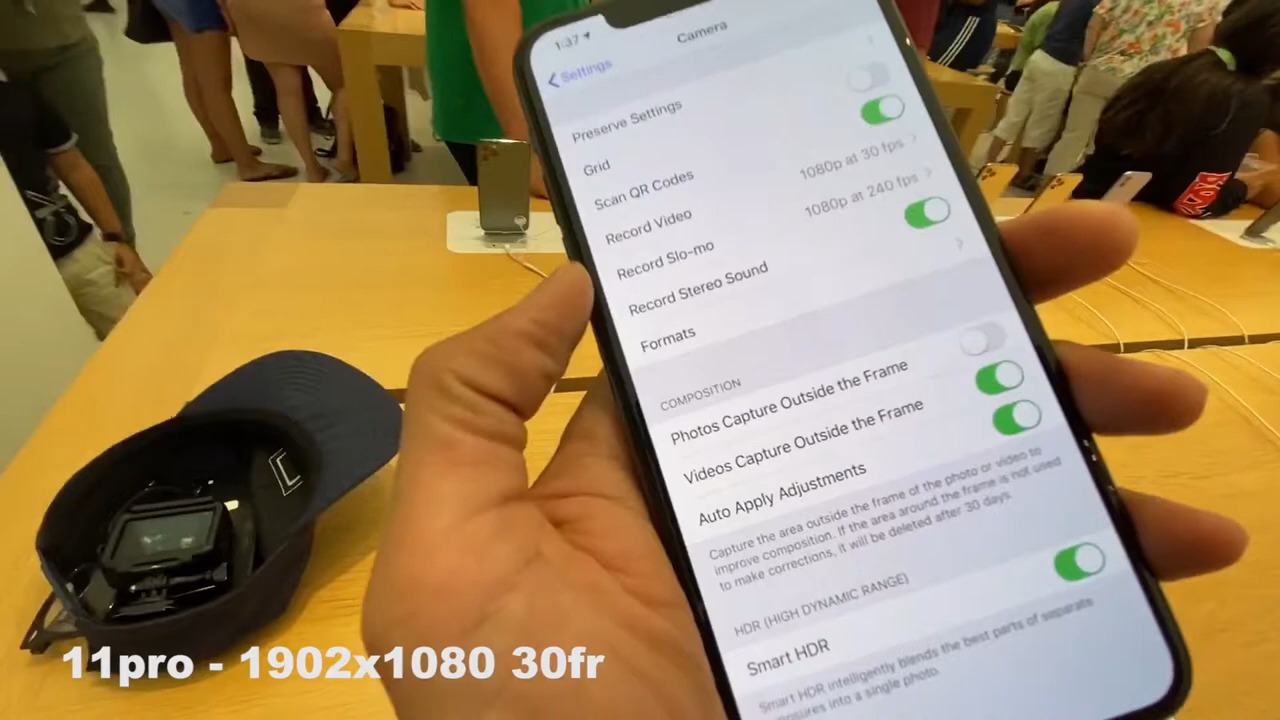 1:37
Camera
Settings
Preserve Settings
Grid
Scan QR Codes
Record Video 1080p at 30 fps
Record Slo-mo 1080p at 240 fps
Record Stereo Sound
Formats
COMPOSITION
Photos Capture Outside the Frame
Videos Capture Outside the Frame
Auto Apply Adjustments
Capture the area outside the frame of the photo or video to
improve composition. If the area around the frame is not used
to make corrections, it will be deleted after 30 days.
HDR (HIGH DYNAMIC RANGE)
Smart HDR
Smart HDR intelligently blends the best parts of separate
exposures into a single photo.
11pro - 1902x1080 30fr